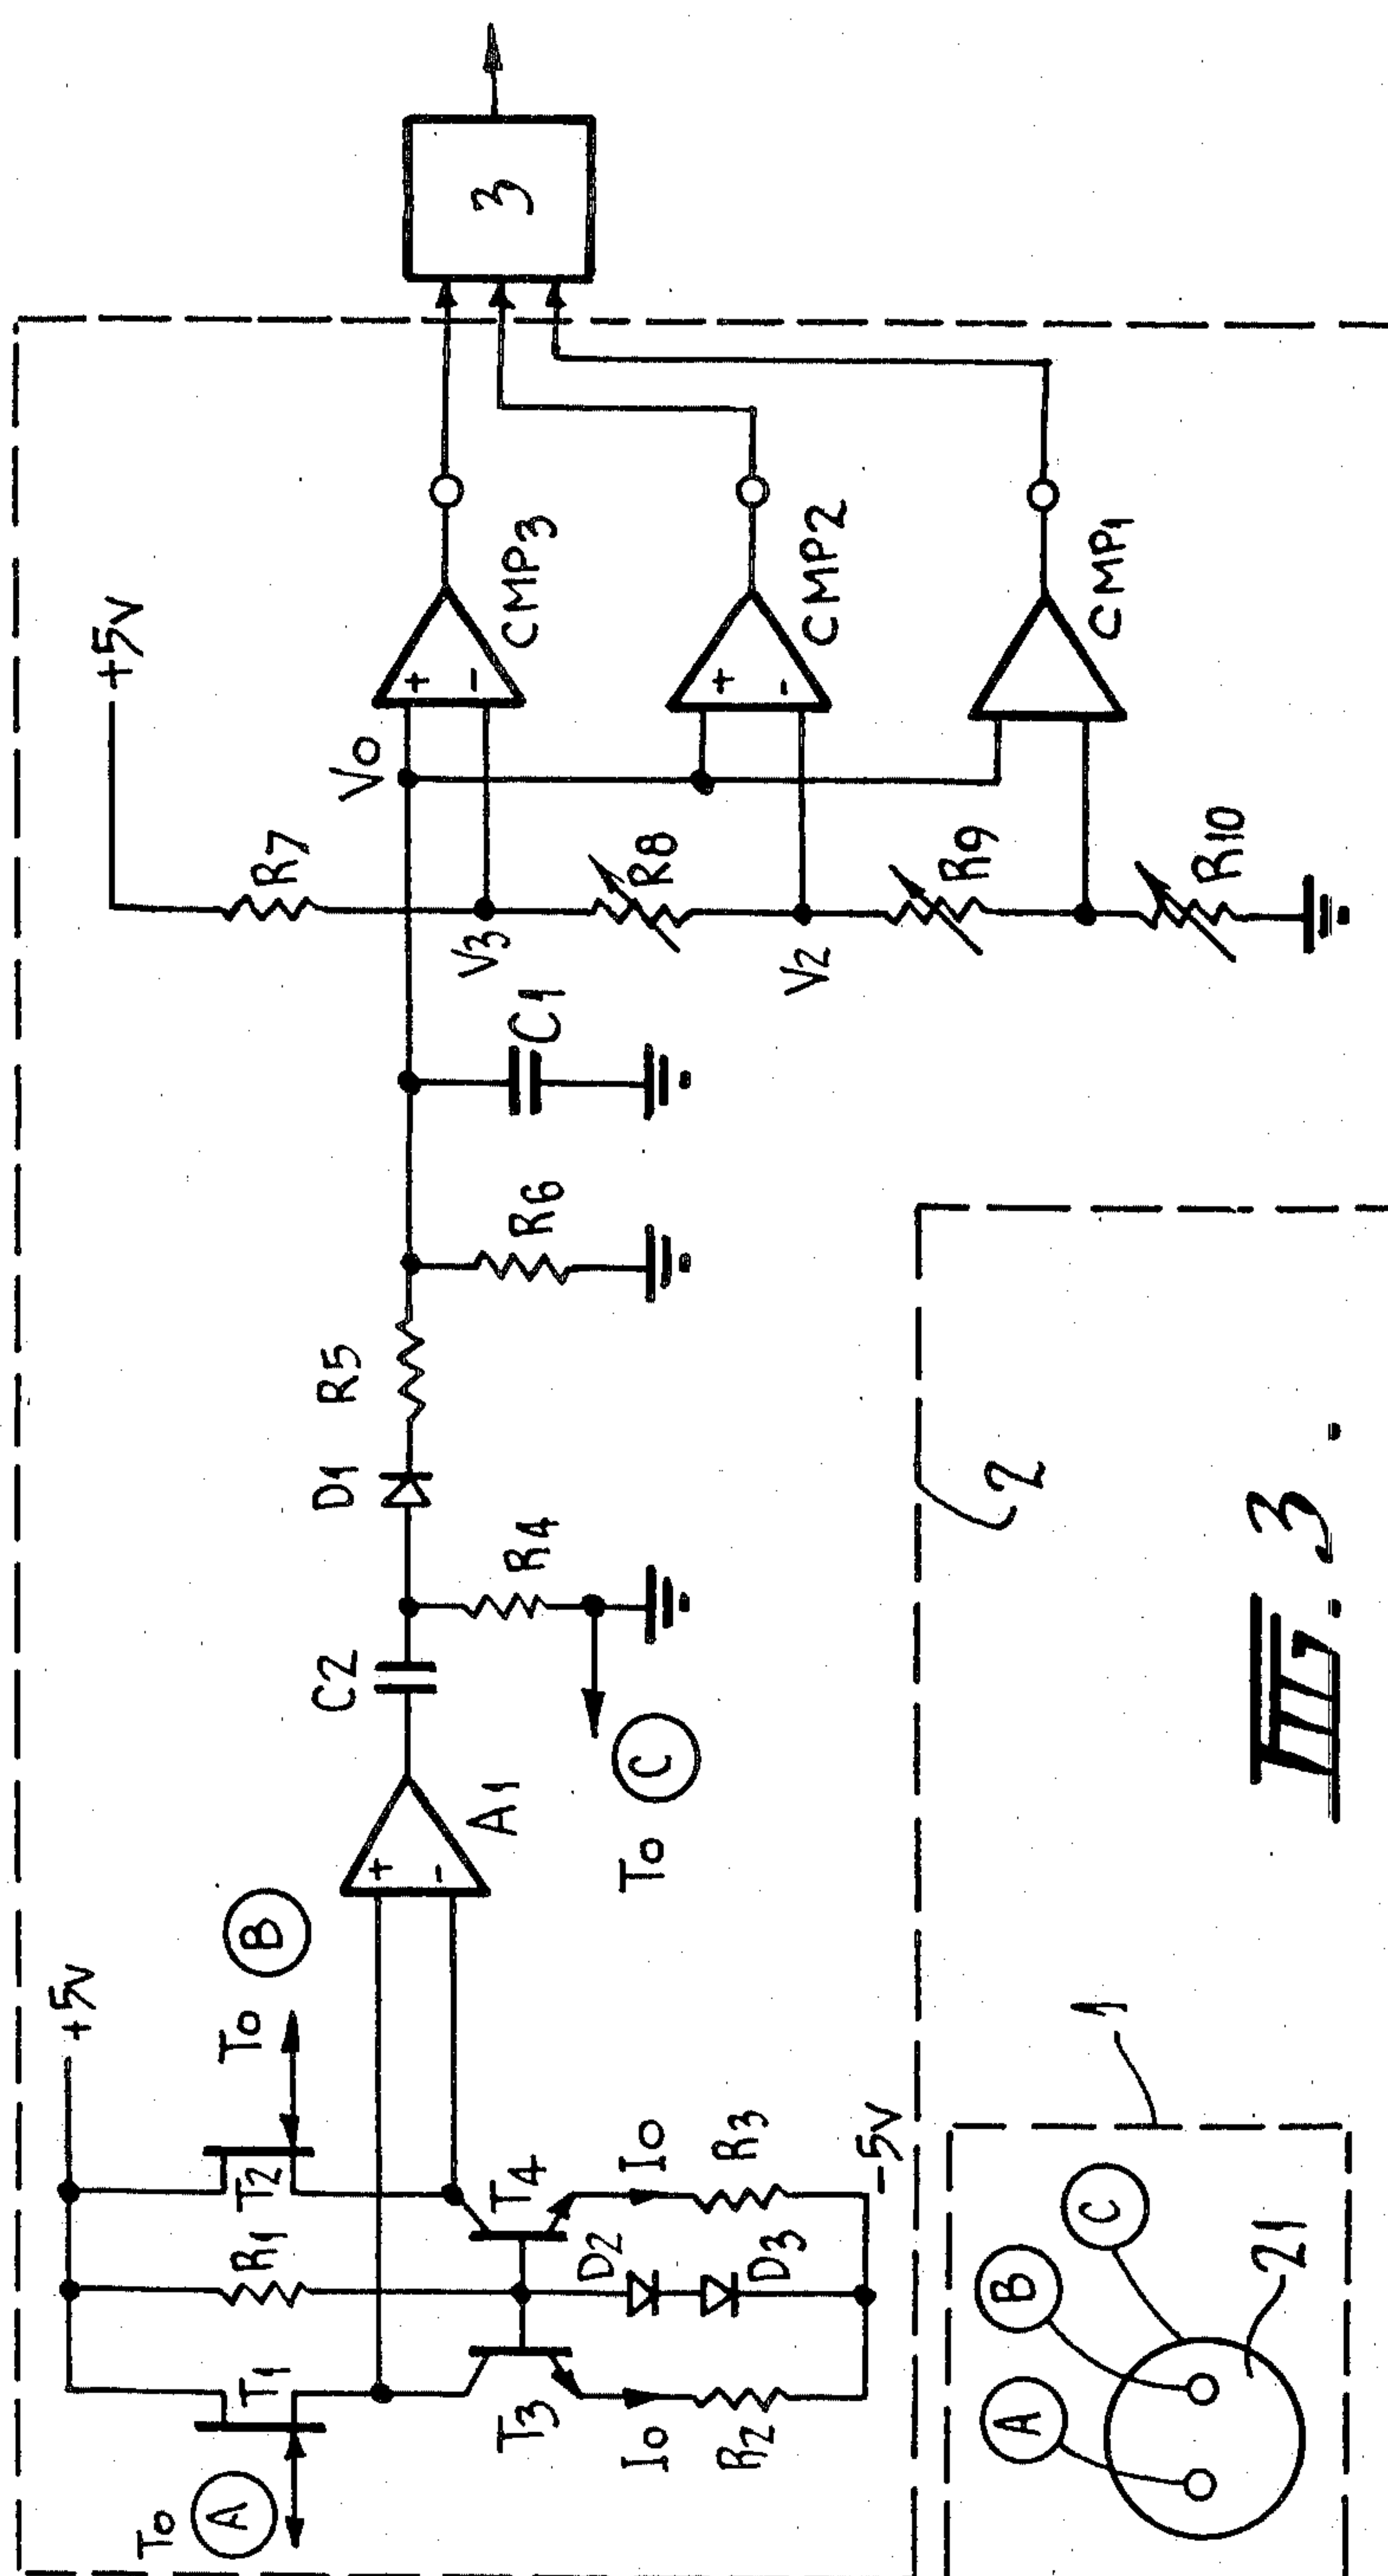 +5V
+5V
3
To
A
T1
R1
T2
To
B
T3
T4
Io
R2
D2
D3
Io
R3
-5V
+
-
A1
C2
R4
To
C
D1
R5
R6
C1
R7
V0
V3
R8
V2
R9
R10
+
-
CMP3
+
-
CMP2
CMP1
2
1
A
B
C
21
FIG. 3.